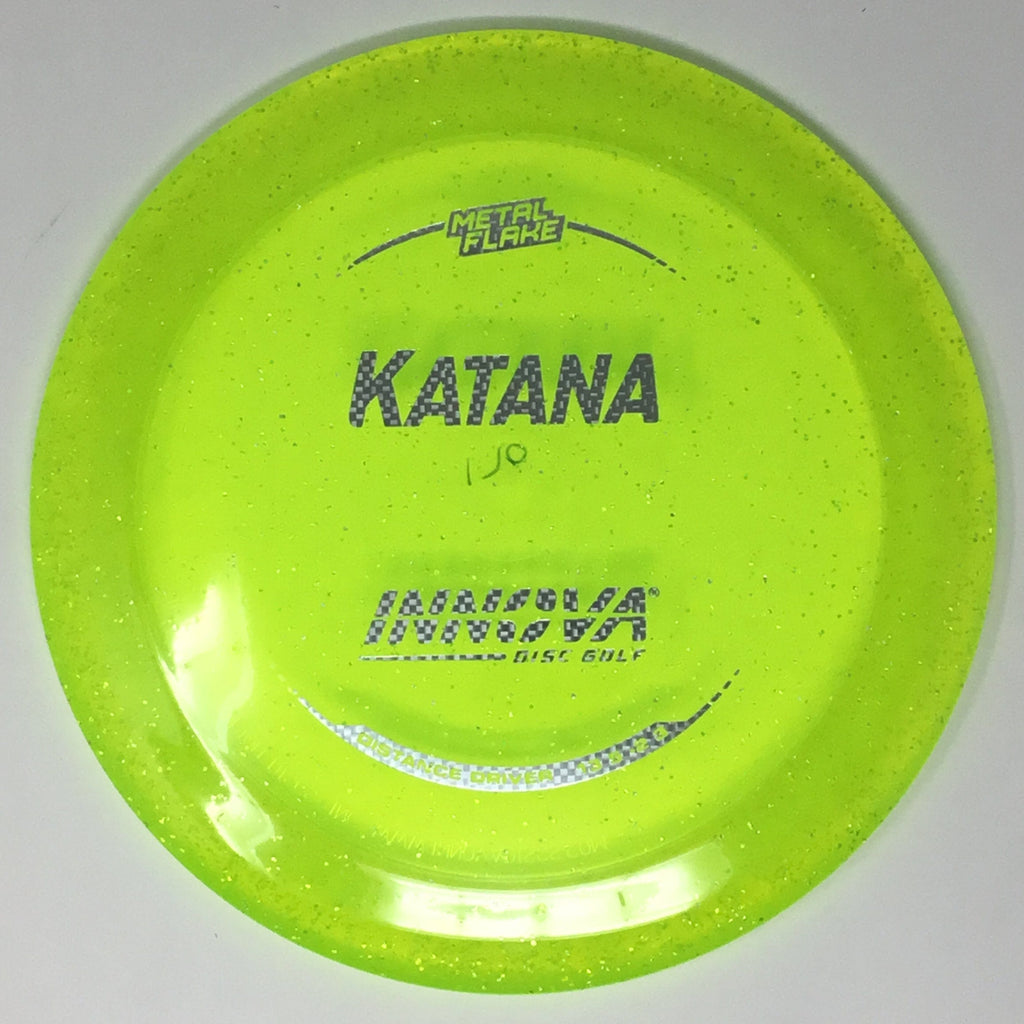 METAL
FLAKE
KATANA
INNOVA®
DISC GOLF
DISTANCE DRIVER